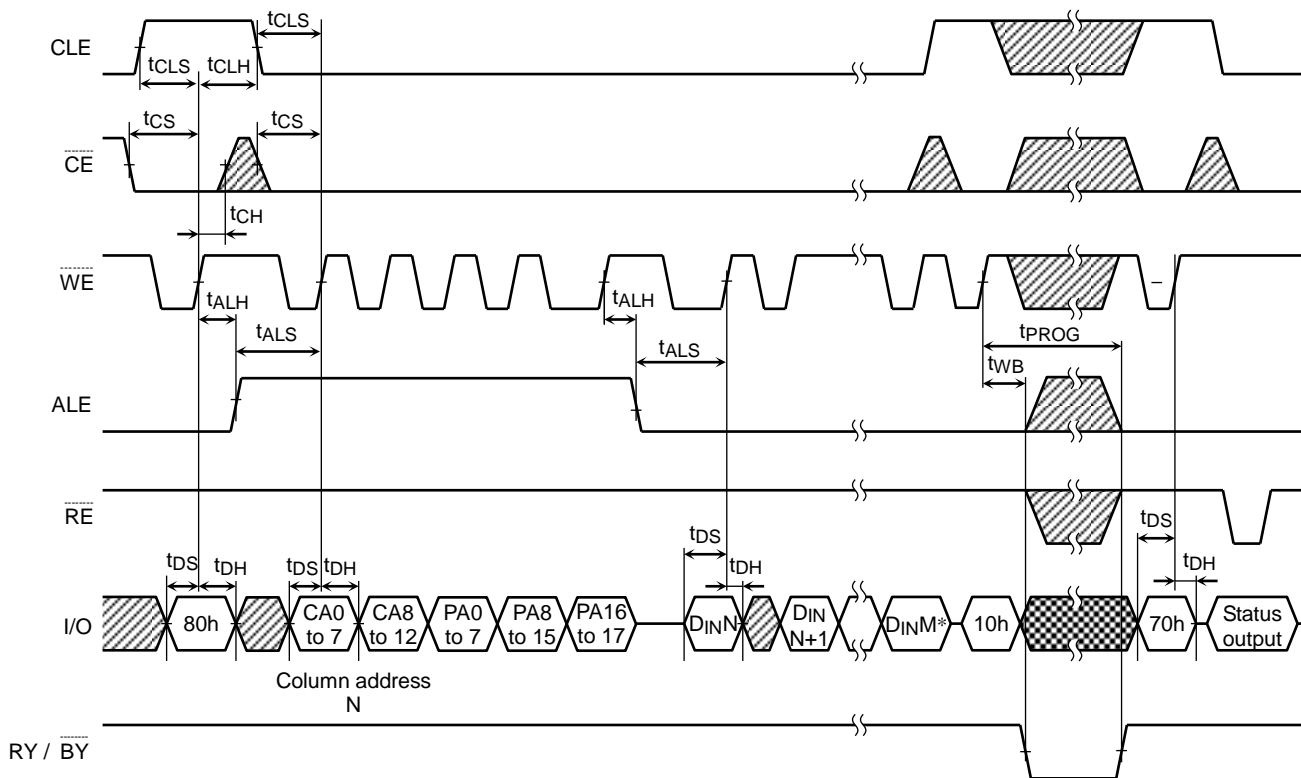 tCLS
CLE
tCLS tCLH
tCS tCS
CE
tCH
WE
tALH tALH
tALS tALS tPROG
tWB
ALE
RE
tDS tDH tDS tDH tDS tDH tDS tDH
I/O 80h CA0 to 7 CA8 to 12 PA0 to 7 PA8 to 15 PA16 to 17 DINN DIN N+1 DINM* 10h 70h Status output
Column address
N
RY / BY